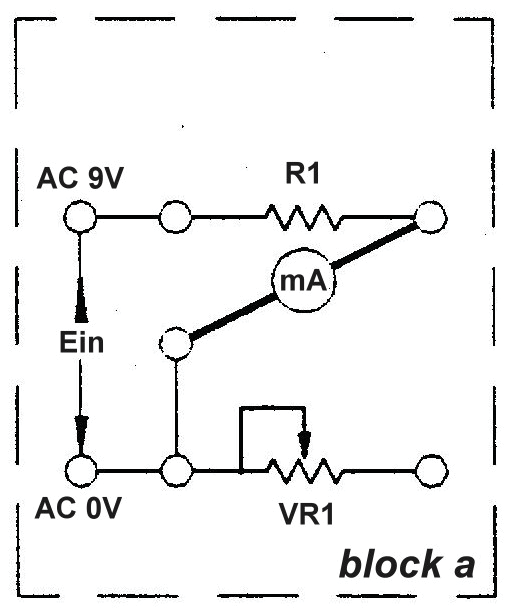 AC 9V
R1
mA
Ein
AC 0V
VR1
block a